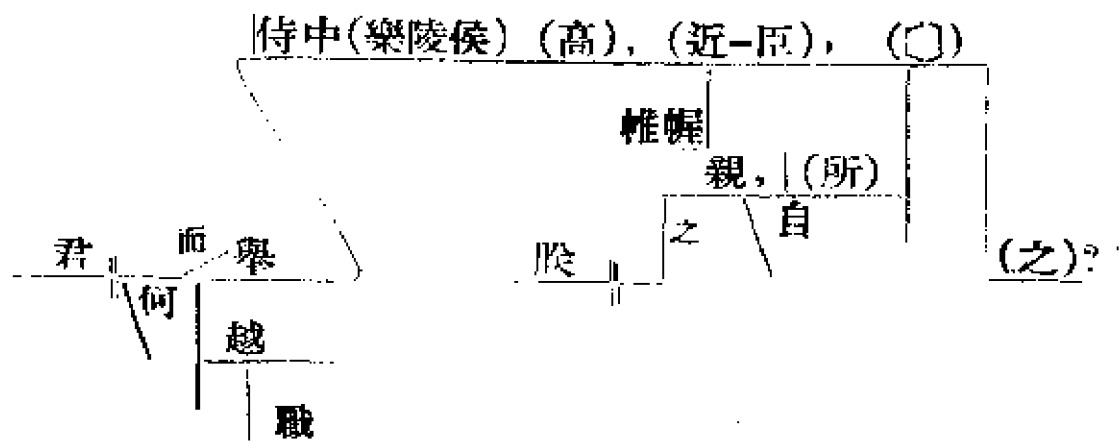 侍中(樂陵侯)(高),(近-臣),(□)
帷幄
親,(所)
之 自
君 而 舉 朕 (之)?
何
越
職